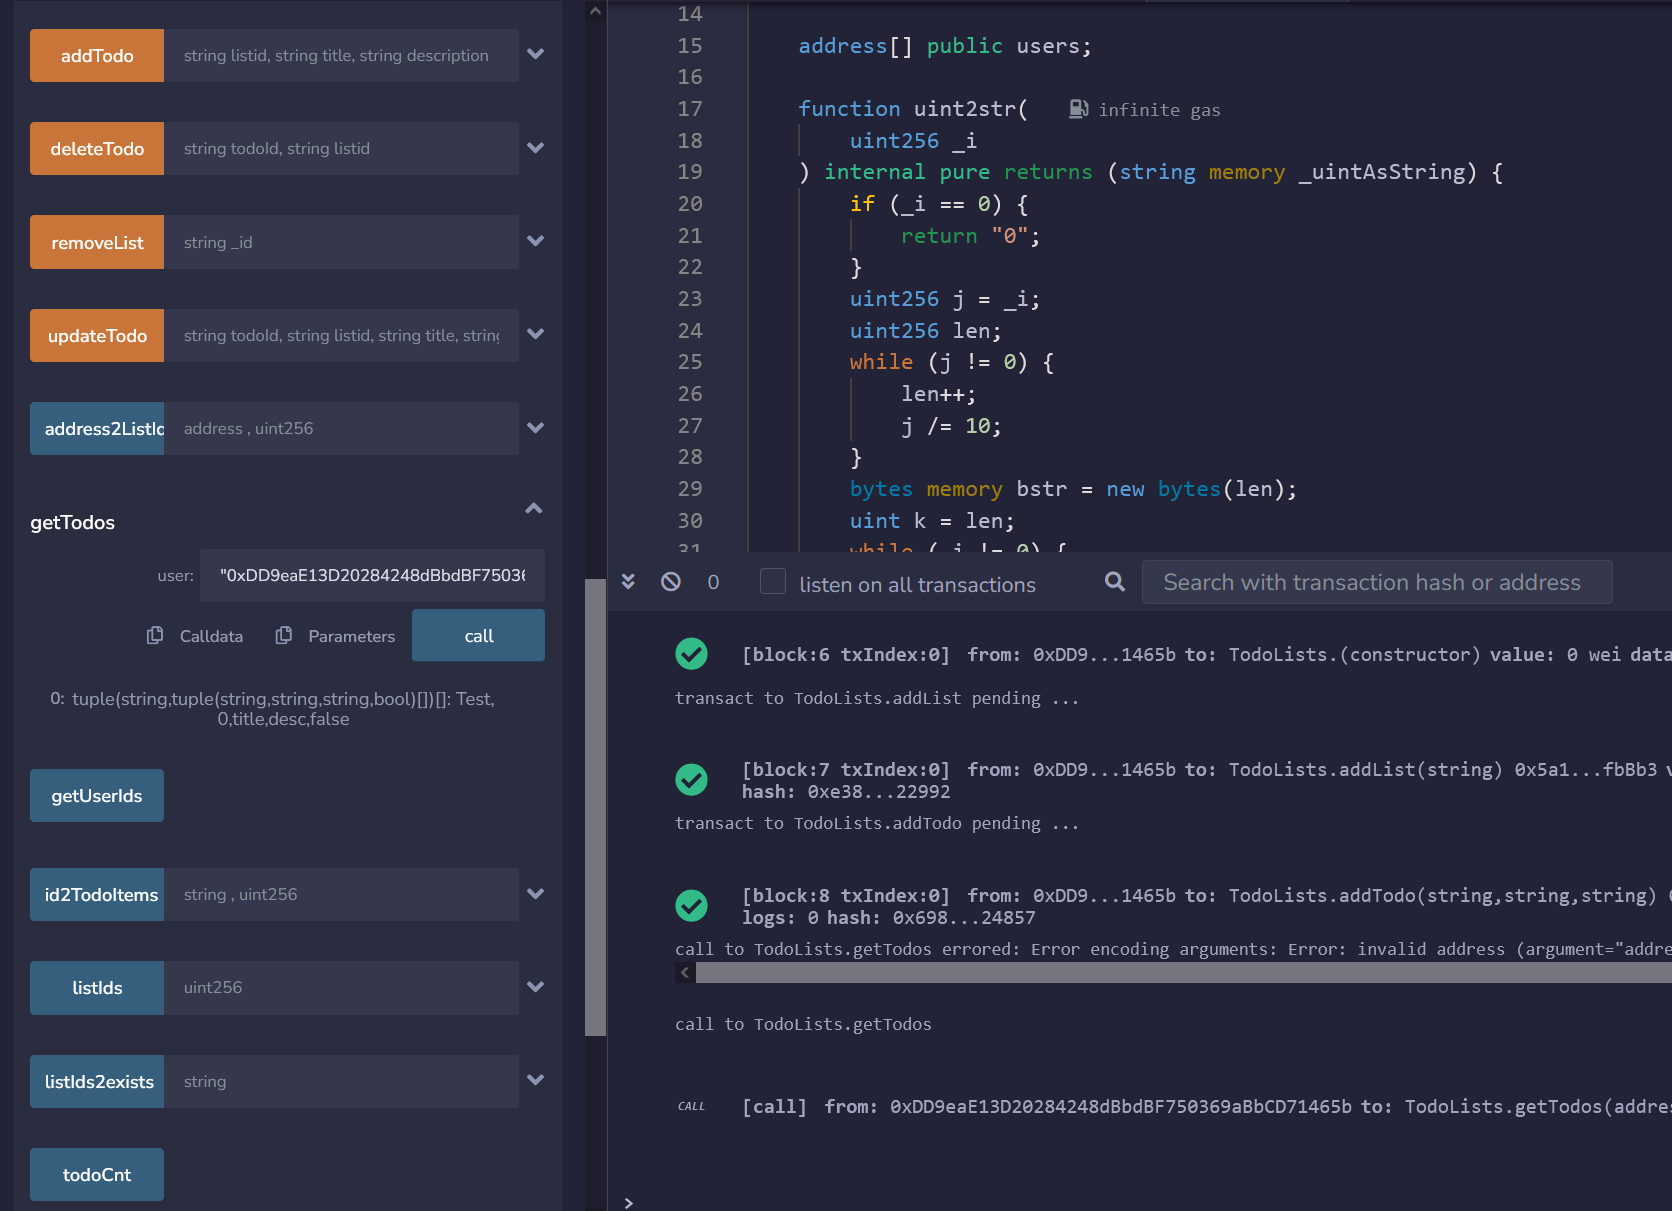 addTodo string listid, string title, string description
deleteTodo string todoId, string listid
removeList string _id
updateTodo string todoId, string listid, string title, string
address2ListId address , uint256
getTodos
user: "0xDD9eaE13D20284248dBbdBF75036
Calldata Parameters call
0: tuple(string,tuple(string,string,string,bool)[])[]: Test,
0,title,desc,false
getUserIds
id2TodoItems string , uint256
listIds uint256
listIds2exists string
todoCnt
14
15 address[] public users;
16
17 function uint2str( infinite gas
18 uint256 _i
19 ) internal pure returns (string memory _uintAsString) {
20 if (_i == 0) {
21 return "0";
22 }
23 uint256 j = _i;
24 uint256 len;
25 while (j != 0) {
26 len++;
27 j /= 10;
28 }
29 bytes memory bstr = new bytes(len);
30 uint k = len;
31 while (_i != 0) {
0 listen on all transactions Search with transaction hash or address
[block:6 txIndex:0] from: 0xDD9...1465b to: TodoLists.(constructor) value: 0 wei data
transact to TodoLists.addList pending ...
[block:7 txIndex:0] from: 0xDD9...1465b to: TodoLists.addList(string) 0x5a1...fbBb3 v
hash: 0xe38...22992
transact to TodoLists.addTodo pending ...
[block:8 txIndex:0] from: 0xDD9...1465b to: TodoLists.addTodo(string,string,string)
logs: 0 hash: 0x698...24857
call to TodoLists.getTodos errored: Error encoding arguments: Error: invalid address (argument="addre
call to TodoLists.getTodos
CALL [call] from: 0xDD9eaE13D20284248dBbdBF750369aBbCD71465b to: TodoLists.getTodos(addres
>